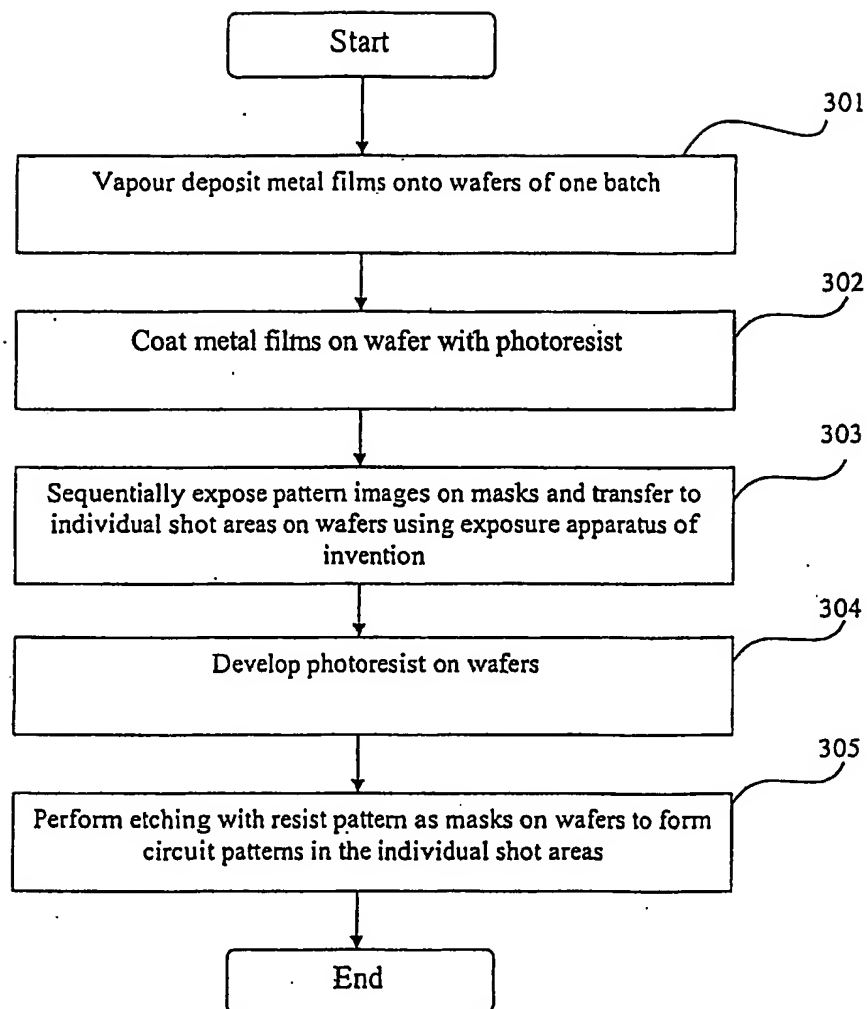 Start
301
Vapour deposit metal films onto wafers of one batch
302
Coat metal films on wafer with photoresist
303
Sequentially expose pattern images on masks and transfer to
individual shot areas on wafers using exposure apparatus of
invention
304
Develop photoresist on wafers
305
Perform etching with resist pattern as masks on wafers to form
circuit patterns in the individual shot areas
End